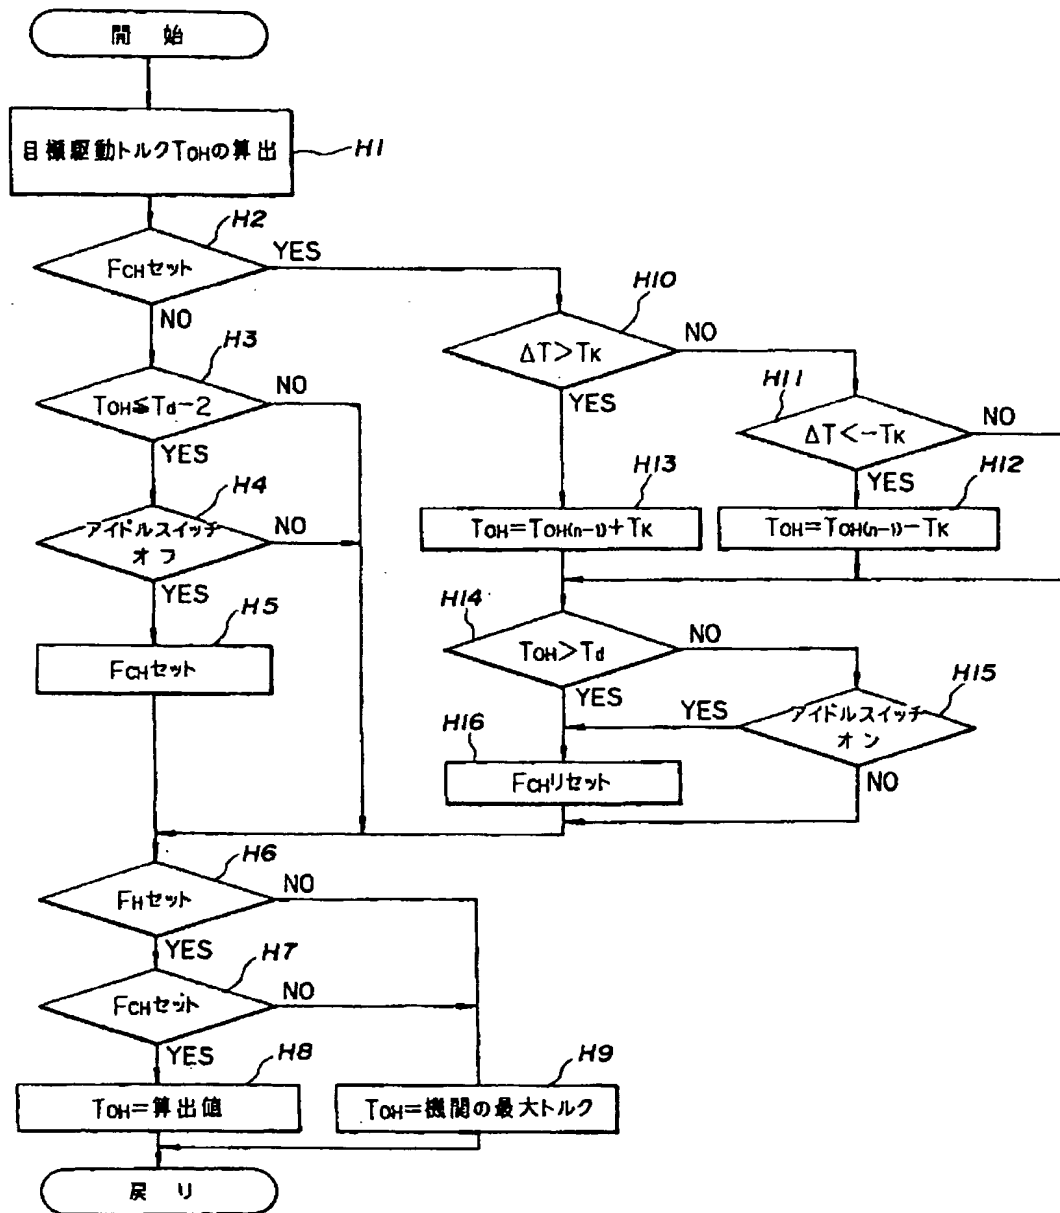 開始
目標駆動トルクTOHの算出
H1
H2
FCHセット
YES
NO
H3
TOH≦Td-2
NO
YES
H4
アイドルスイッチ
オフ
NO
YES
H5
FCHセット
H10
ΔT>TK
NO
YES
H11
ΔT<-TK
NO
YES
H12
TOH=TOH(n-1)-TK
H13
TOH=TOH(n-1)+TK
H14
TOH>Td
NO
YES
H15
アイドルスイッチ
オン
YES
NO
H16
FCHリセット
H6
FHセット
NO
YES
H7
FCHセット
NO
YES
H8
TOH=算出値
H9
TOH=機関の最大トルク
戻り